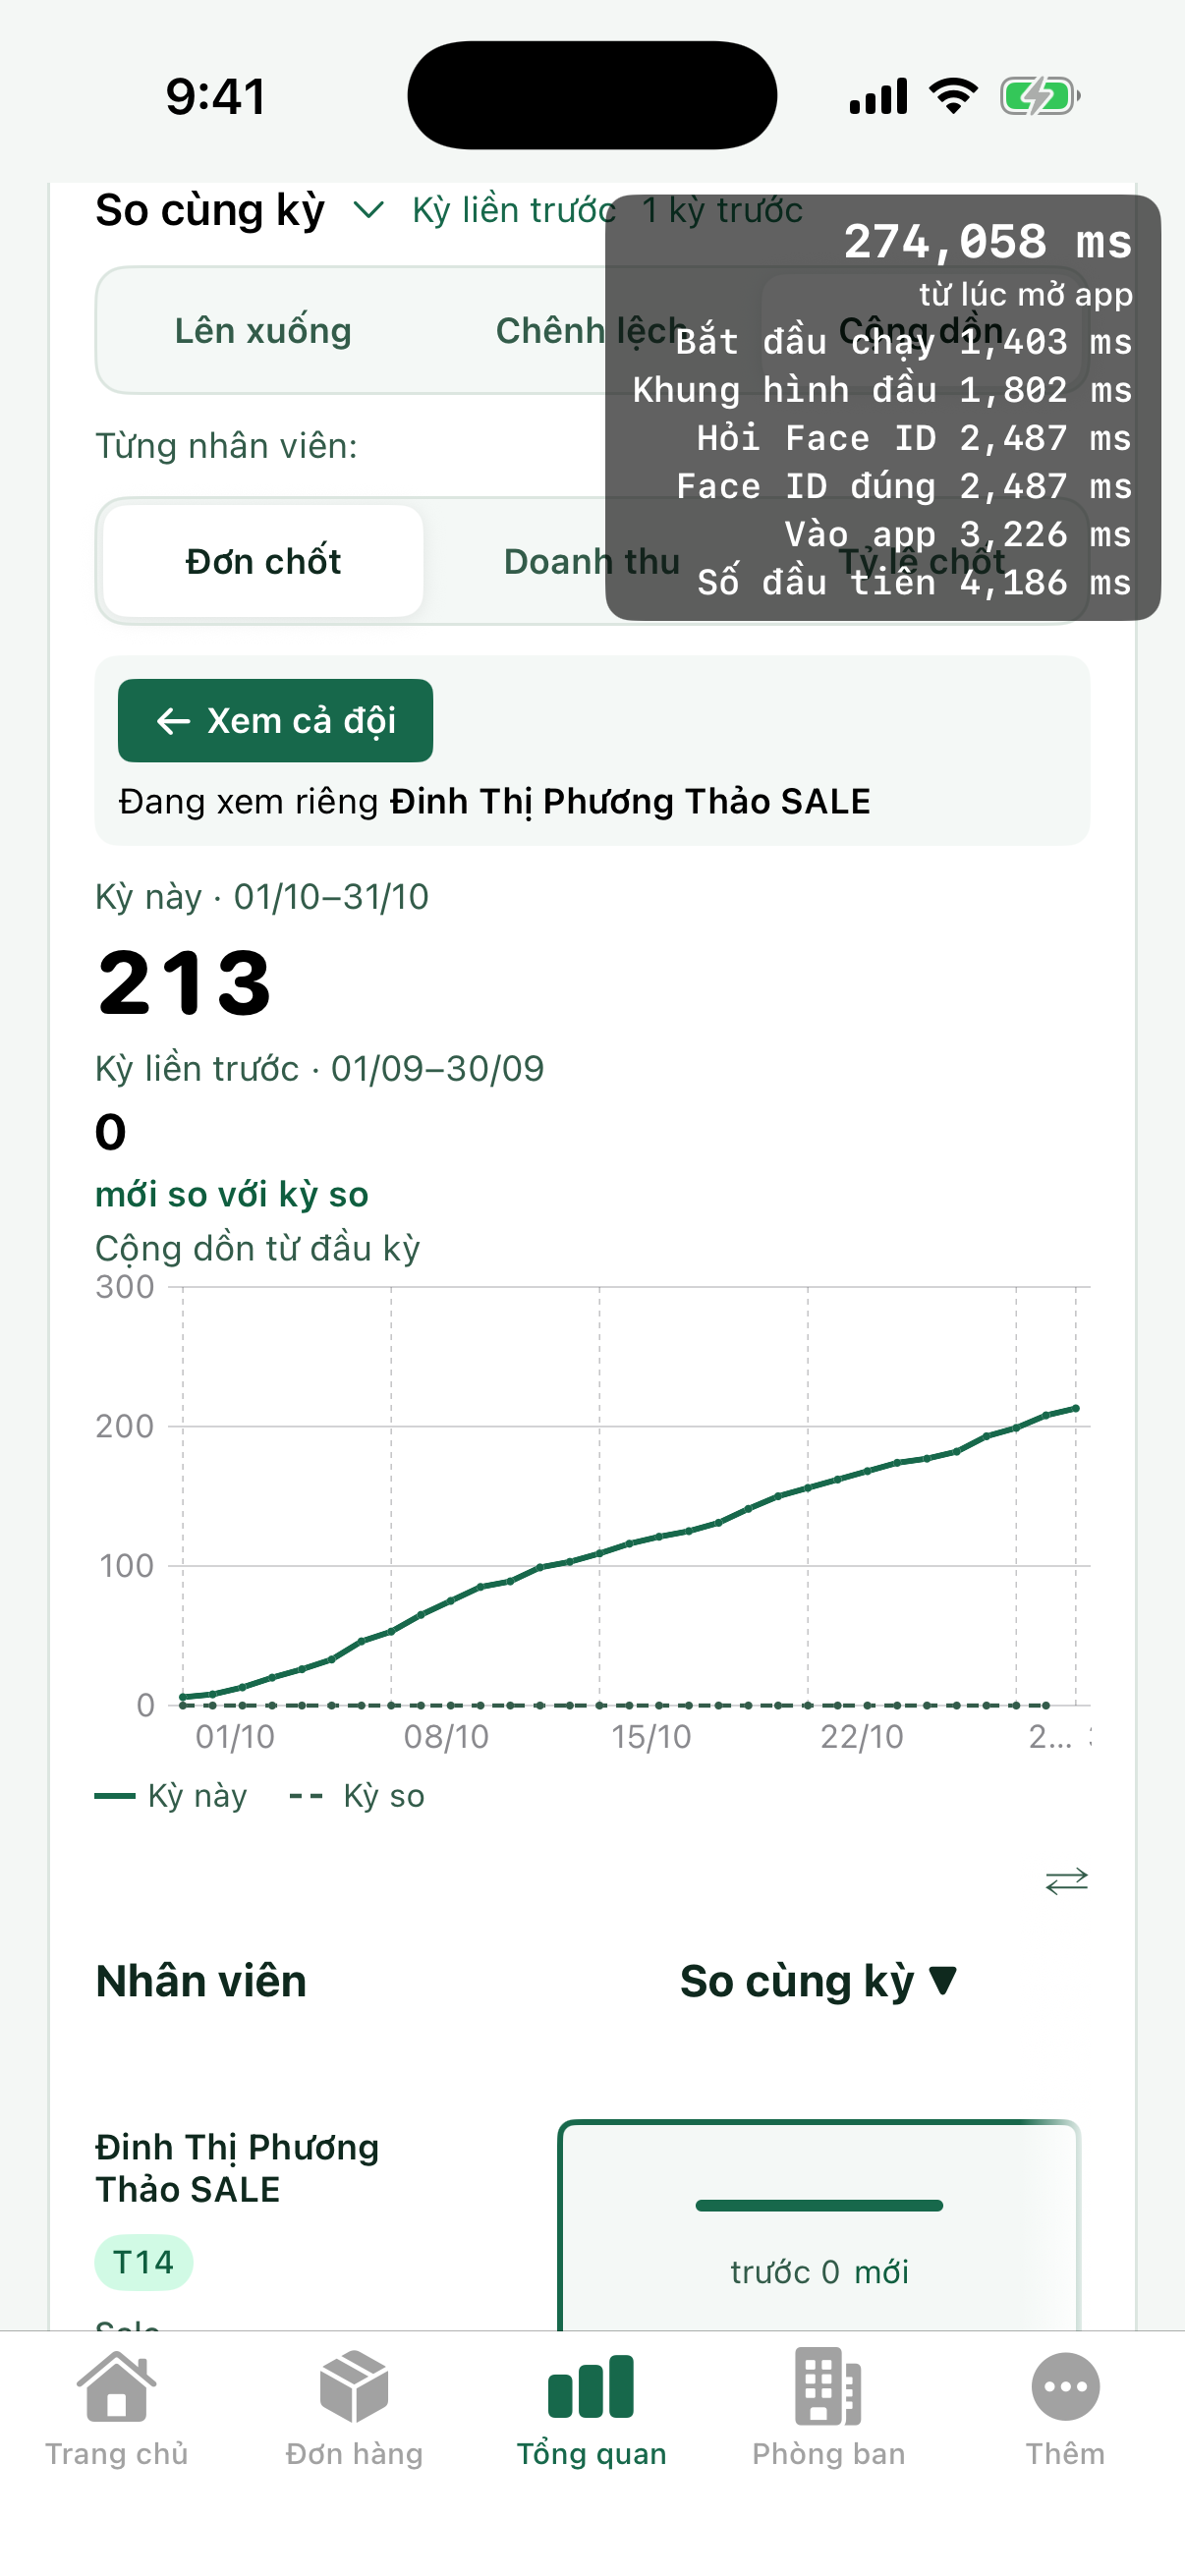 9:41
So cùng kỳ Kỳ liền trước 1 kỳ trước
274,058 ms
từ lúc mở app
Bắt đầu chạy 1,403 ms
Khung hình đầu 1,802 ms
Hỏi Face ID 2,487 ms
Face ID đúng 2,487 ms
Vào app 3,226 ms
Số đầu tiên 4,186 ms
Lên xuống Chênh lệch Cộng dồn
Từng nhân viên:
Đơn chốt Doanh thu Tỷ lệ chốt
← Xem cả đội
Đang xem riêng Đinh Thị Phương Thảo SALE
Kỳ này · 01/10–31/10
213
Kỳ liền trước · 01/09–30/09
0
mới so với kỳ so
Cộng dồn từ đầu kỳ
300
200
100
0
01/10 08/10 15/10 22/10 2...
Kỳ này Kỳ so
Nhân viên So cùng kỳ ▼
Đinh Thị Phương
Thảo SALE
T14
trước 0 mới
Trang chủ Đơn hàng Tổng quan Phòng ban Thêm